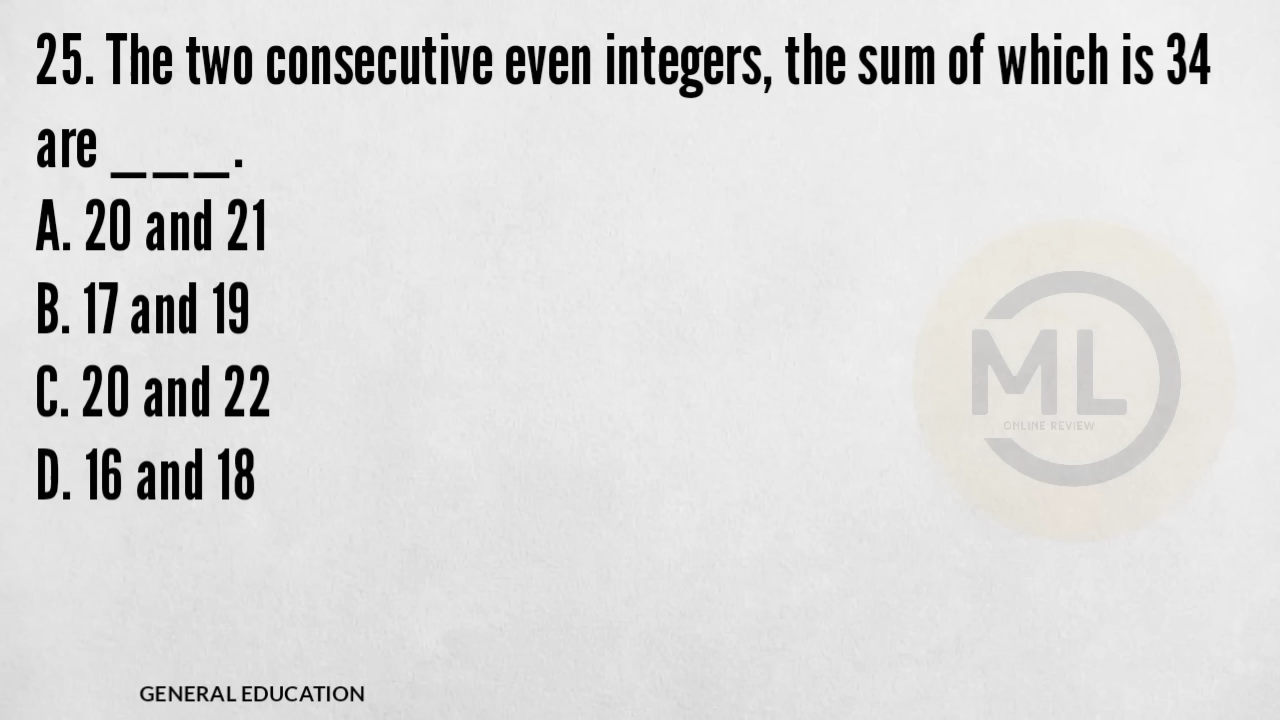 25. The two consecutive even integers, the sum of which is 34
are ___.
A. 20 and 21
B. 17 and 19
C. 20 and 22
D. 16 and 18
ML
ONLINE REVIEW
GENERAL EDUCATION